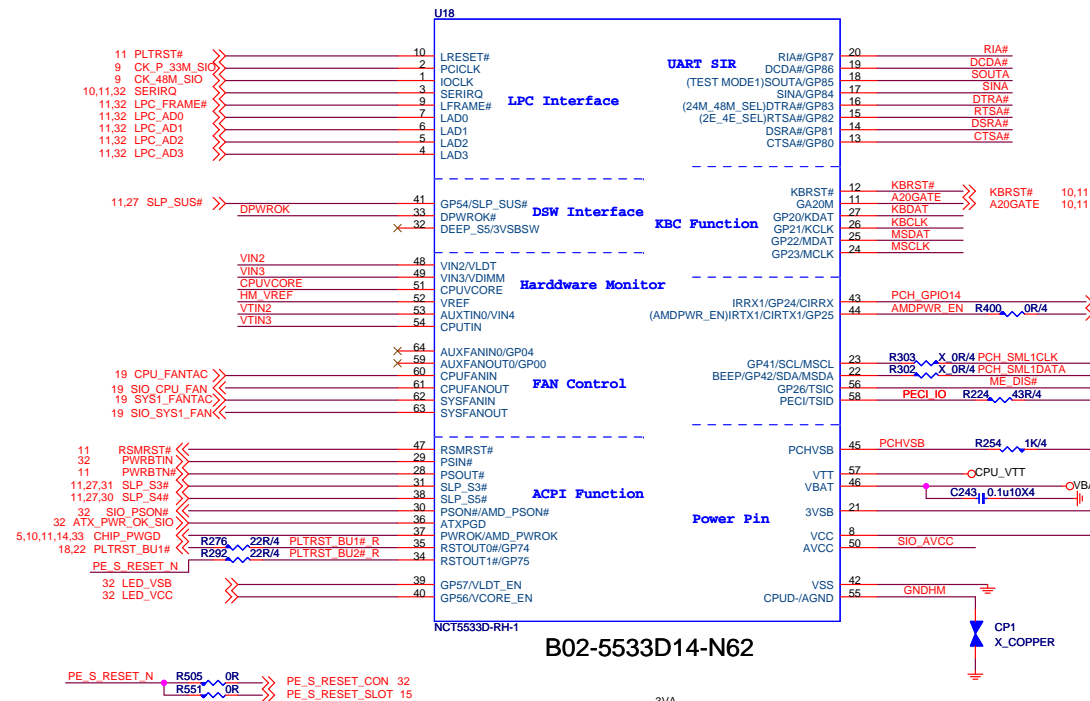 U18
11 PLTRST# 10 LRESET#
9 CK_P_33M_SIO 2 PCICLK
9 CK_48M_SIO 1 IOCLK
10,11,32 SERIRQ 3 SERIRQ
11,32 LPC_FRAME# 9 LFRAME#
11,32 LPC_AD0 7 LAD0
11,32 LPC_AD1 6 LAD1
11,32 LPC_AD2 5 LAD2
11,32 LPC_AD3 4 LAD3
LPC Interface
UART SIR
RIA#/GP87 20 RIA#
DCDA#/GP86 19 DCDA#
(TEST MODE1)SOUTA/GP85 18 SOUTA
SINA/GP84 17 SINA
(24M_48M_SEL)DTRA#/GP83 16 DTRA#
(2E_4E_SEL)RTSA#/GP82 15 RTSA#
DSRA#/GP81 14 DSRA#
CTSA#/GP80 13 CTSA#
11,27 SLP_SUS# 41 GP54/SLP_SUS#
DPWROK 33 DPWROK#
32 DEEP_S5/3VSBSW
DSW Interface
KBC Function
KBRST# 12 KBRST# KBRST# 10,11
GA20M 11 A20GATE A20GATE 10,11
GP20/KDAT 27 KBDAT
GP21/KCLK 26 KBCLK
GP22/MDAT 25 MSDAT
GP23/MCLK 24 MSCLK
VIN2 48 VIN2/VLDT
VIN3 49 VIN3/VDIMM
CPUVCORE 51 CPUVCORE
HM_VREF 52 VREF
VTIN2 53 AUXTIN0/VIN4
VTIN3 54 CPUTIN
Harddware Monitor
IRRX1/GP24/CIRRX 43 PCH_GPIO14
(AMDPWR_EN)IRTX1/CIRTX1/GP25 44 AMDPWR_EN R400 0R/4
64 AUXFANIN0/GP04
59 AUXFANOUT0/GP00
19 CPU_FANTAC 60 CPUFANIN
19 SIO_CPU_FAN 61 CPUFANOUT
19 SYS1_FANTAC 62 SYSFANIN
19 SIO_SYS1_FAN 63 SYSFANOUT
FAN Control
GP41/SCL/MSCL 23 R303 X_0R/4 PCH_SML1CLK
BEEP/GP42/SDA/MSDA 22 R302 X_0R/4 PCH_SML1DATA
GP26/TSIC 56 ME_DIS#
PECI/TSID 58 PECI_IO R224 43R/4
11 RSMRST# 47 RSMRST#
32 PWRBTIN 29 PSIN#
11 PWRBTN# 28 PSOUT#
11,27,31 SLP_S3# 31 SLP_S3#
11,27,30 SLP_S4# 38 SLP_S5#
32 SIO_PSON# 30 PSON#/AMD_PSON#
32 ATX_PWR_OK_SIO 36 ATXPGD
5,10,11,14,33 CHIP_PWGD 37 PWROK/AMD_PWROK
18,22 PLTRST_BU1# R276 22R/4 PLTRST_BU1#_R 35 RSTOUT0#/GP74
PE_S_RESET_N R292 22R/4 PLTRST_BU2#_R 34 RSTOUT1#/GP75
32 LED_VSB 39 GP57/VLDT_EN
32 LED_VCC 40 GP56/VCORE_EN
ACPI Function
PCHVSB 45 PCHVSB R254 1K/4
VTT 57 CPU_VTT
VBAT 46
C243 0.1u10X4
3VSB 21
Power Pin
VCC 8
AVCC 50 SIO_AVCC
VSS 42
CPUD-/AGND 55 GNDHM
NCT5533D-RH-1
B02-5533D14-N62
CP1
X_COPPER
PE_S_RESET_N R505 0R PE_S_RESET_CON 32
R551 0R PE_S_RESET_SLOT 15